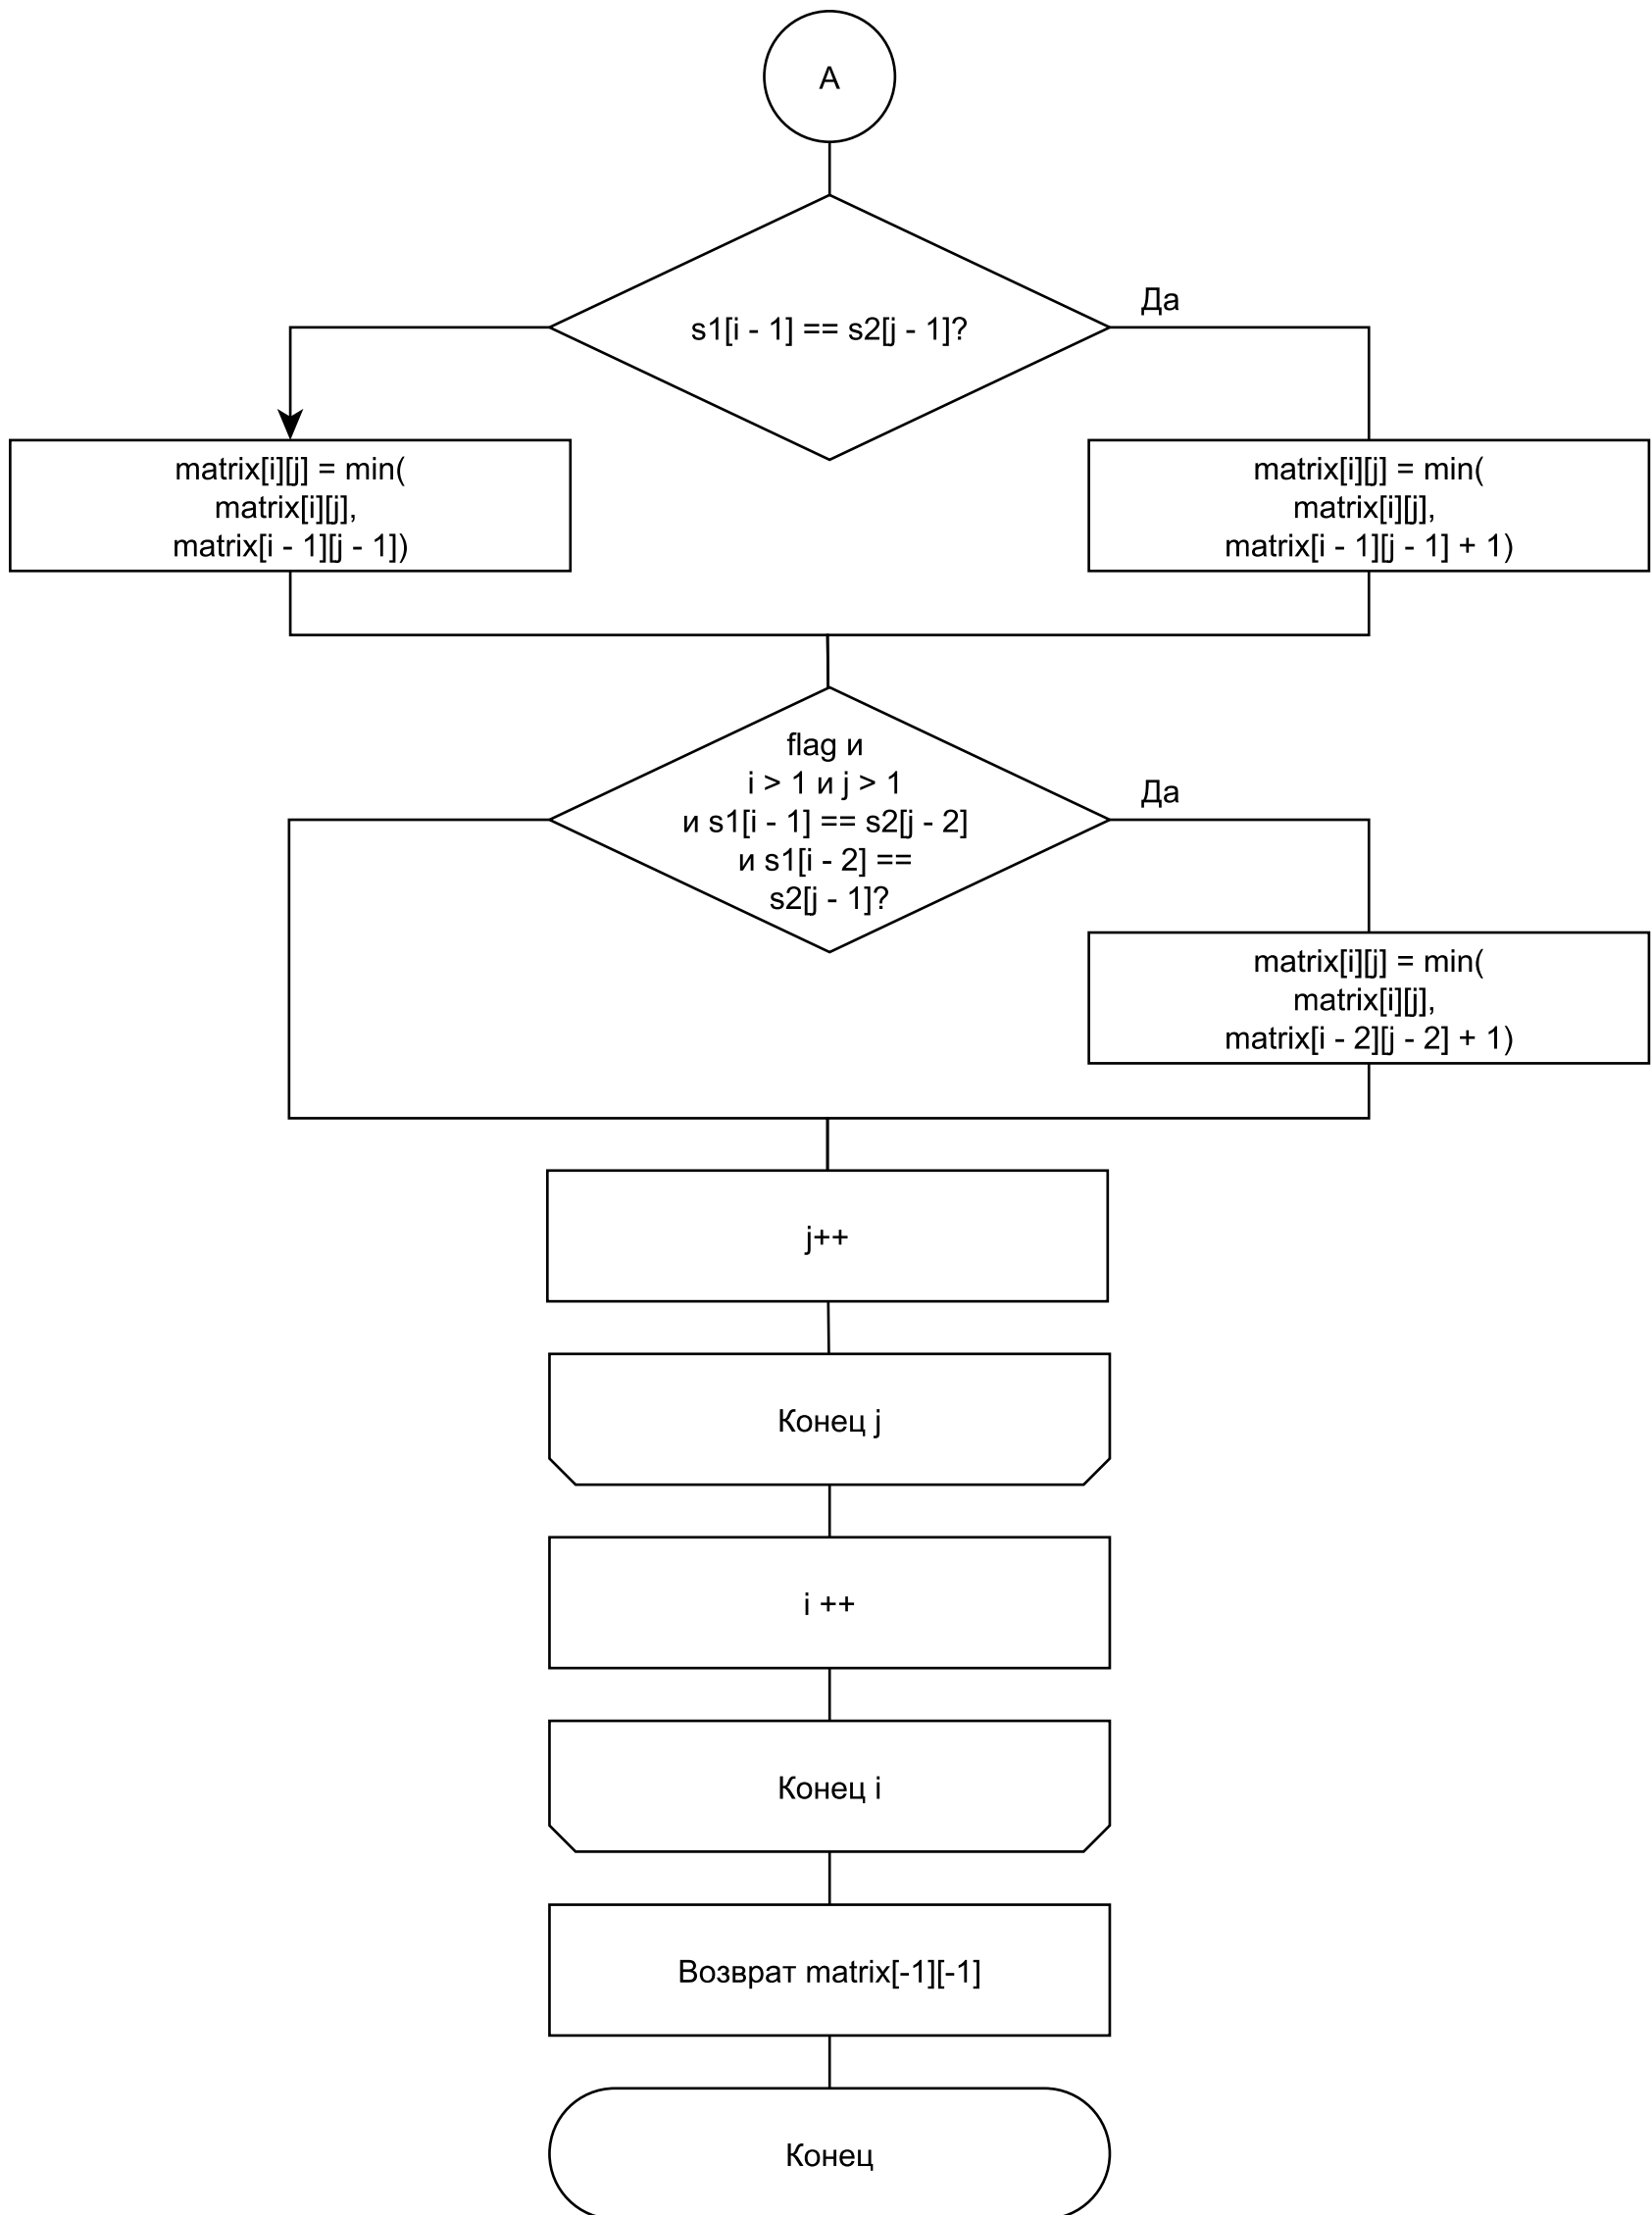 A
s1[i - 1] == s2[j - 1]?
Да
matrix[i][j] = min(
matrix[i][j],
matrix[i - 1][j - 1])
matrix[i][j] = min(
matrix[i][j],
matrix[i - 1][j - 1] + 1)
flag и
i > 1 и j > 1
и s1[i - 1] == s2[j - 2]
и s1[i - 2] ==
s2[j - 1]?
Да
matrix[i][j] = min(
matrix[i][j],
matrix[i - 2][j - 2] + 1)
j++
Конец j
i ++
Конец i
Возврат matrix[-1][-1]
Конец